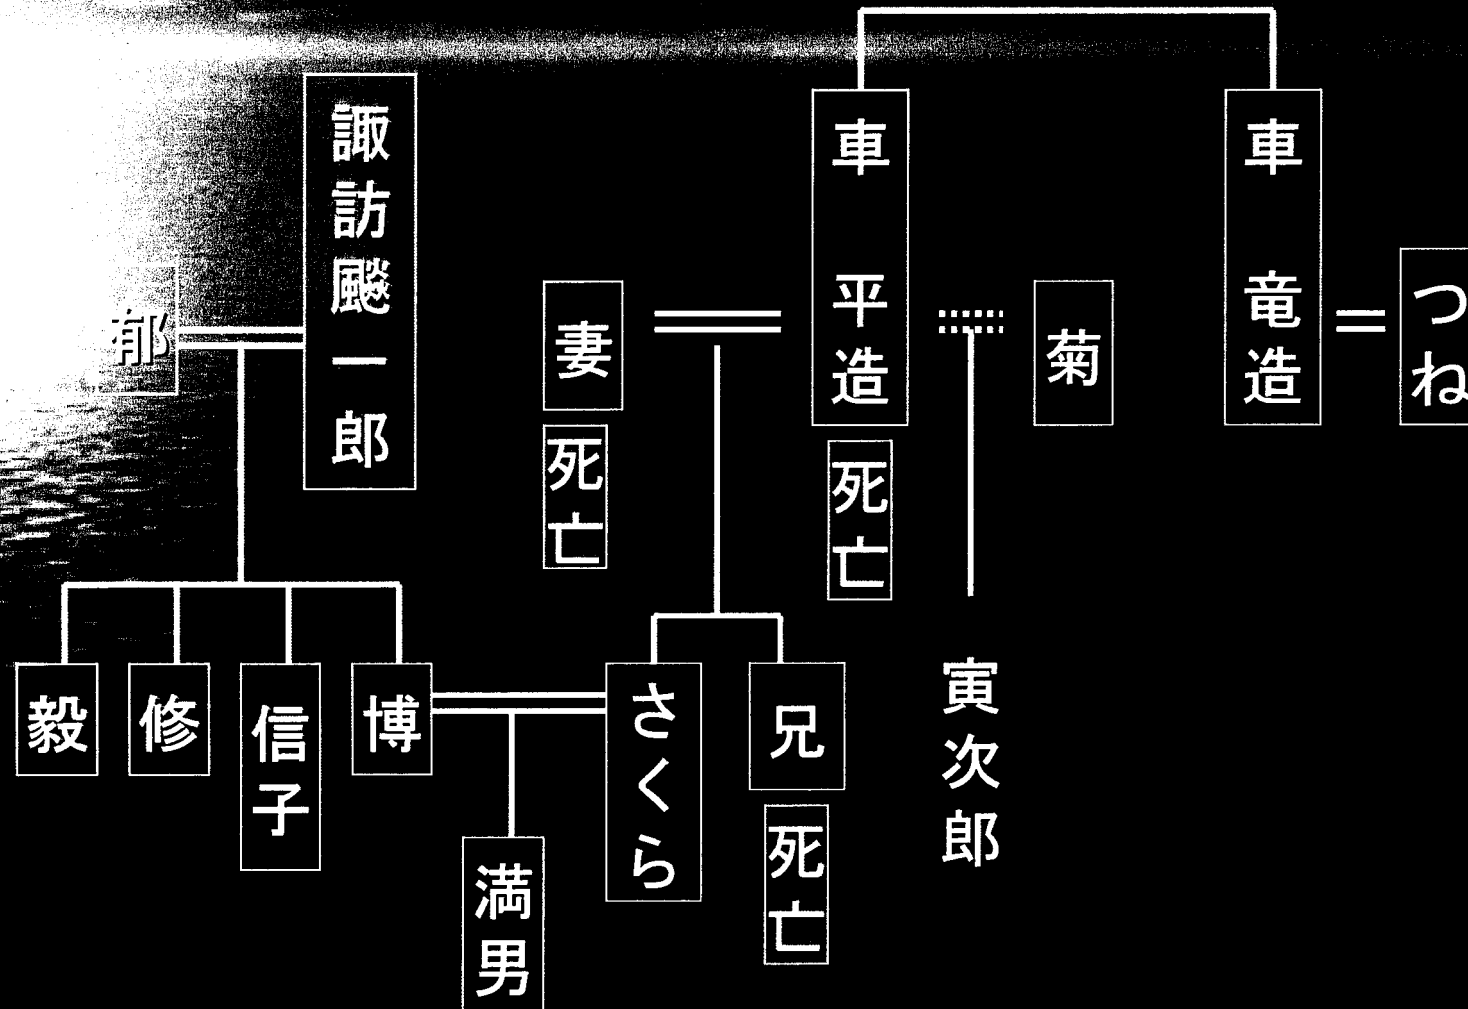 車 竜造
つね
車 平造
死亡
菊
妻
死亡
諏訪飈一郎
郁
寅次郎
兄
死亡
さくら
博
信子
修
毅
満男